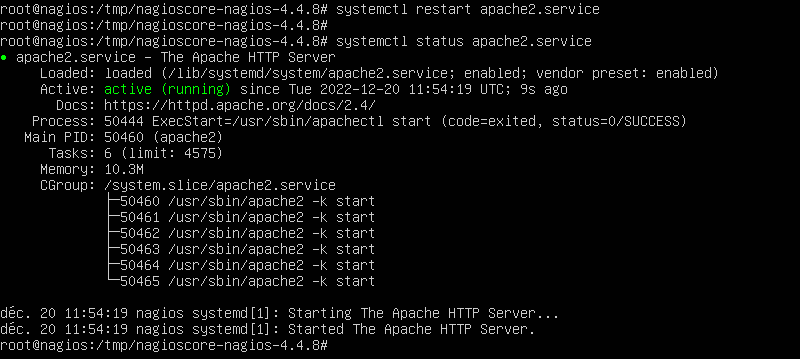 root@nagios:/tmp/nagioscore-nagios-4.4.8# systemctl restart apache2.service
root@nagios:/tmp/nagioscore-nagios-4.4.8#
root@nagios:/tmp/nagioscore-nagios-4.4.8# systemctl status apache2.service
● apache2.service – The Apache HTTP Server
Loaded: loaded (/lib/systemd/system/apache2.service; enabled; vendor preset: enabled)
Active: active (running) since Tue 2022-12-20 11:54:19 UTC; 9s ago
Docs: https://httpd.apache.org/docs/2.4/
Process: 50444 ExecStart=/usr/sbin/apachectl start (code=exited, status=0/SUCCESS)
Main PID: 50460 (apache2)
Tasks: 6 (limit: 4575)
Memory: 10.3M
CGroup: /system.slice/apache2.service
├─50460 /usr/sbin/apache2 -k start
├─50461 /usr/sbin/apache2 -k start
├─50462 /usr/sbin/apache2 -k start
├─50463 /usr/sbin/apache2 -k start
├─50464 /usr/sbin/apache2 -k start
└─50465 /usr/sbin/apache2 -k start
déc. 20 11:54:19 nagios systemd[1]: Starting The Apache HTTP Server...
déc. 20 11:54:19 nagios systemd[1]: Started The Apache HTTP Server.
root@nagios:/tmp/nagioscore-nagios-4.4.8#